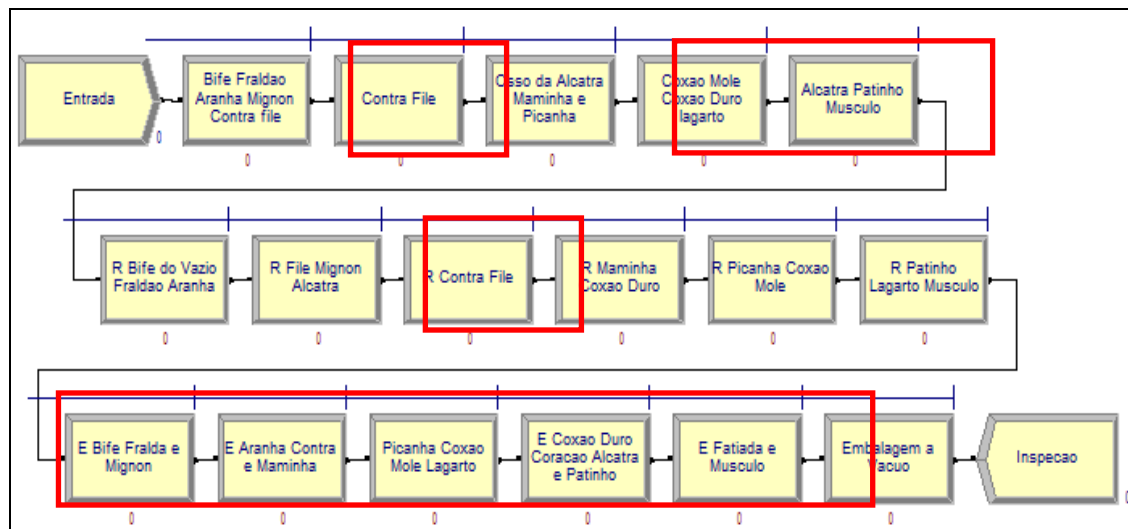 Entrada
Bife Fraldao
Aranha Mignon
Contra file
Contra File
Osso da Alcatra
Maminha e
Picanha
Coxao Mole
Coxao Duro
lagarto
Alcatra Patinho
Musculo
0
0
0
0
0
0
R Bife do Vazio
Fraldao Aranha
R File Mignon
Alcatra
R Contra File
R Maminha
Coxao Duro
R Picanha Coxao
Mole
R Patinho
Lagarto Musculo
0
0
0
0
0
0
E Bife Fralda e
Mignon
E Aranha Contra
e Maminha
Picanha Coxao
Mole Lagarto
E Coxao Duro
Coracao Alcatra
e Patinho
E Fatiada e
Musculo
Embalagem a
Vacuo
Inspecao
0
0
0
0
0
0
0